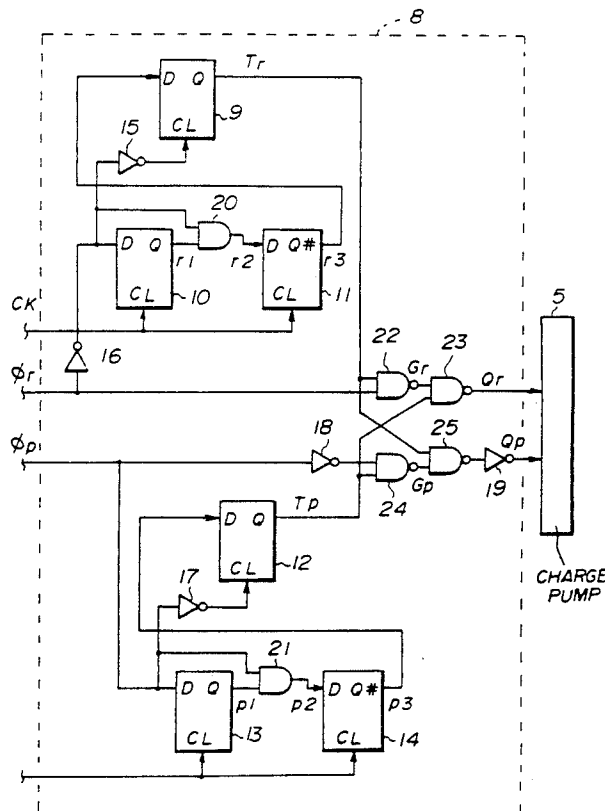 8
Tr
D Q
CL
9
15
20
D Q
CL
r1
r2
10
D Q#
CL
r3
11
CK
16
φr
5
22
23
Gr
Qr
φp
18
25
Qp
24
Gp
19
Tp
D Q
CL
12
17
CHARGE
PUMP
21
D Q
CL
p1
p2
13
D Q#
CL
p3
14